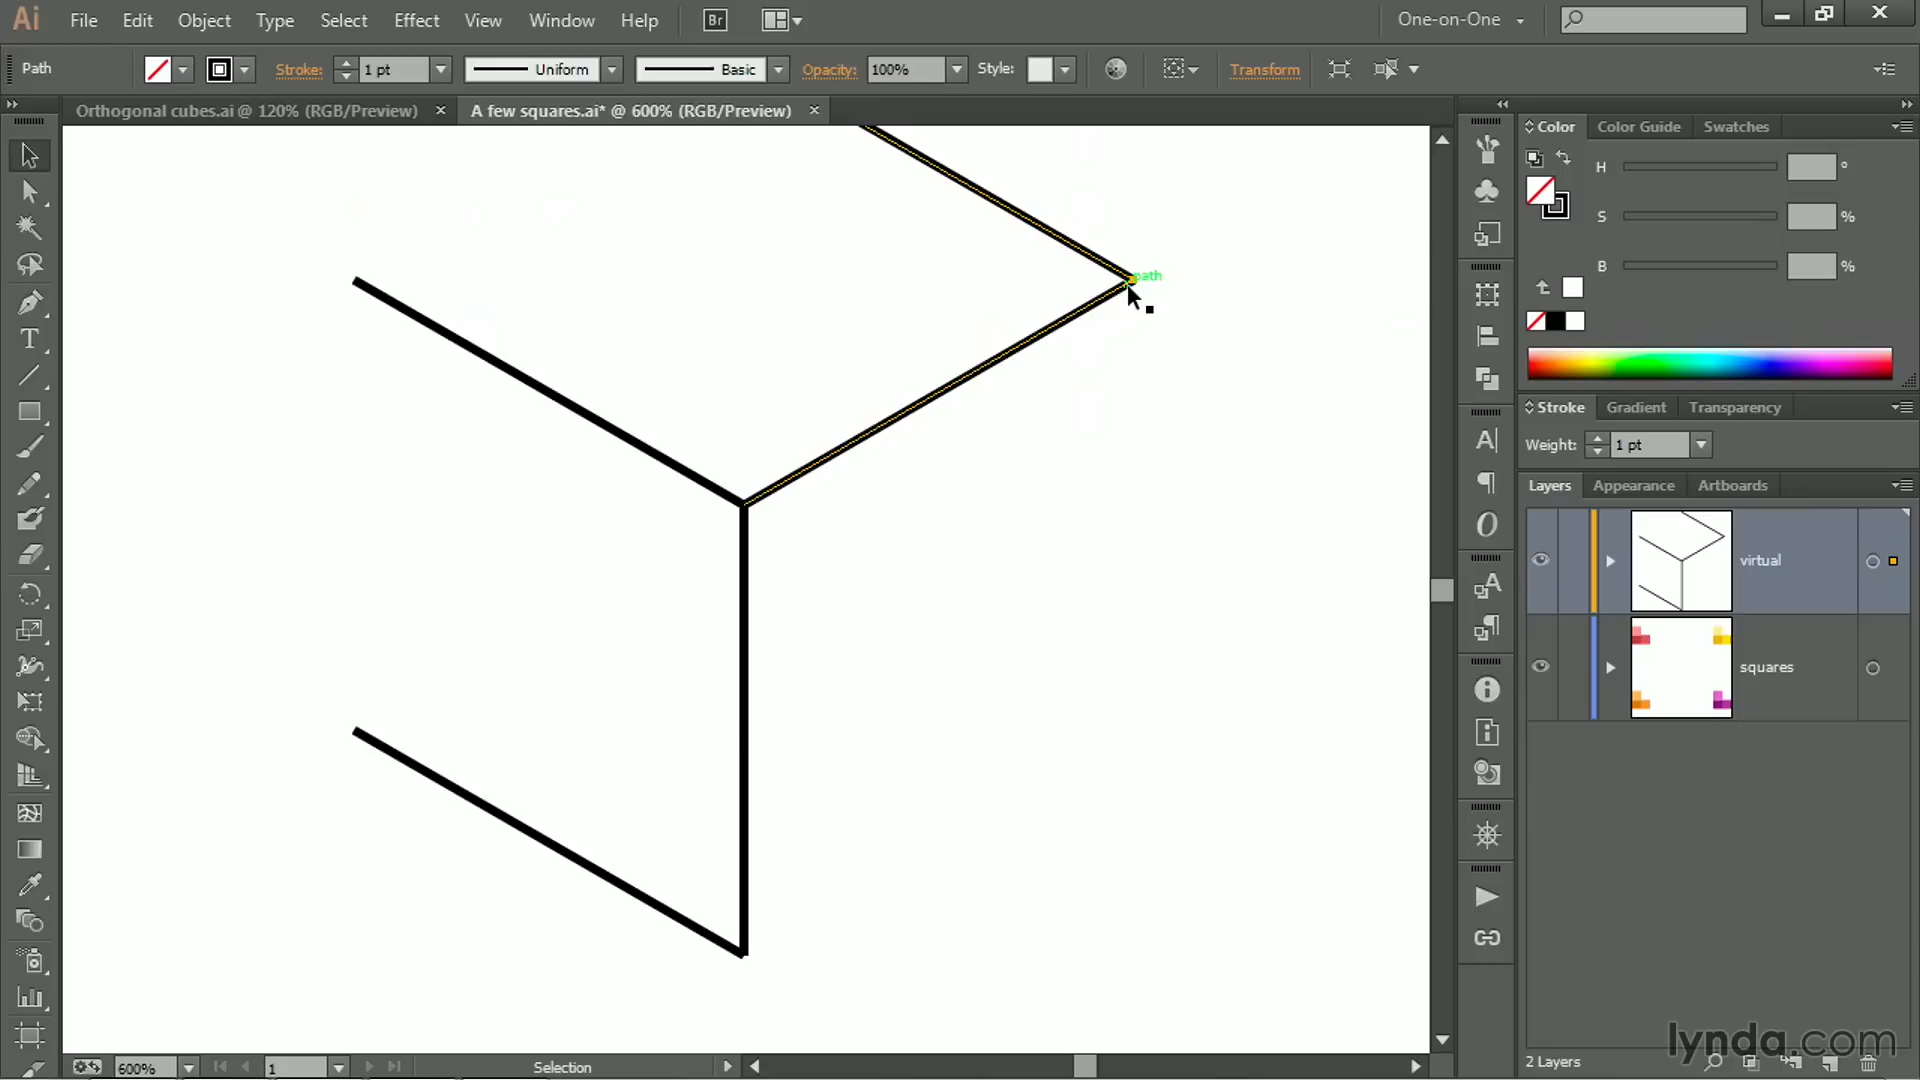 Ai File Edit Object Type Select Effect View Window Help Br One-on-One
Path Stroke: 1 pt Uniform Basic Opacity: 100% Style: Transform
Orthogonal cubes.ai @ 120% (RGB/Preview) A few squares.ai* @ 600% (RGB/Preview)
Color Color Guide Swatches
H °
S %
B %
path
Stroke Gradient Transparency
Weight: 1 pt
Layers Appearance Artboards
virtual
squares
lynda.com
2 Layers
600% 1 Selection